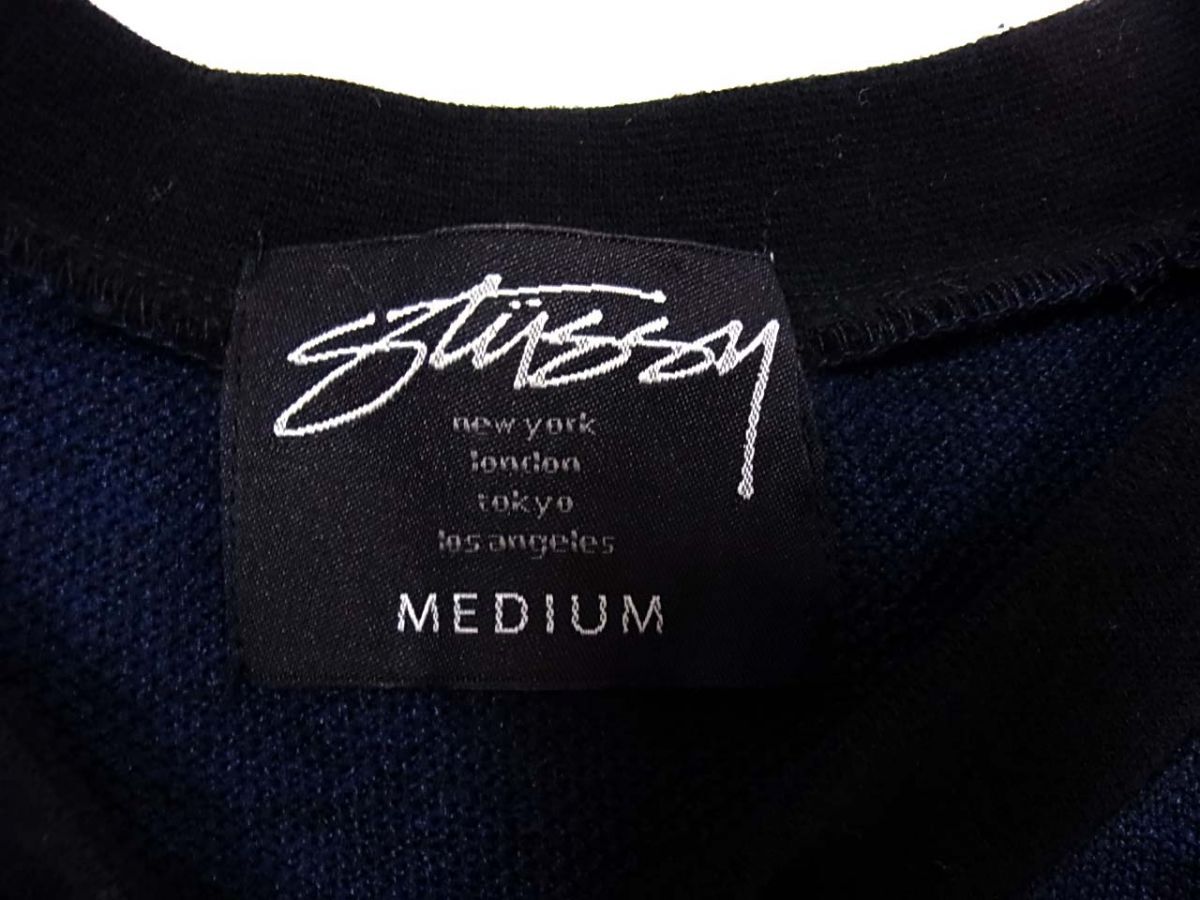 stüssy
new york
london
tokyo
los angeles
MEDIUM